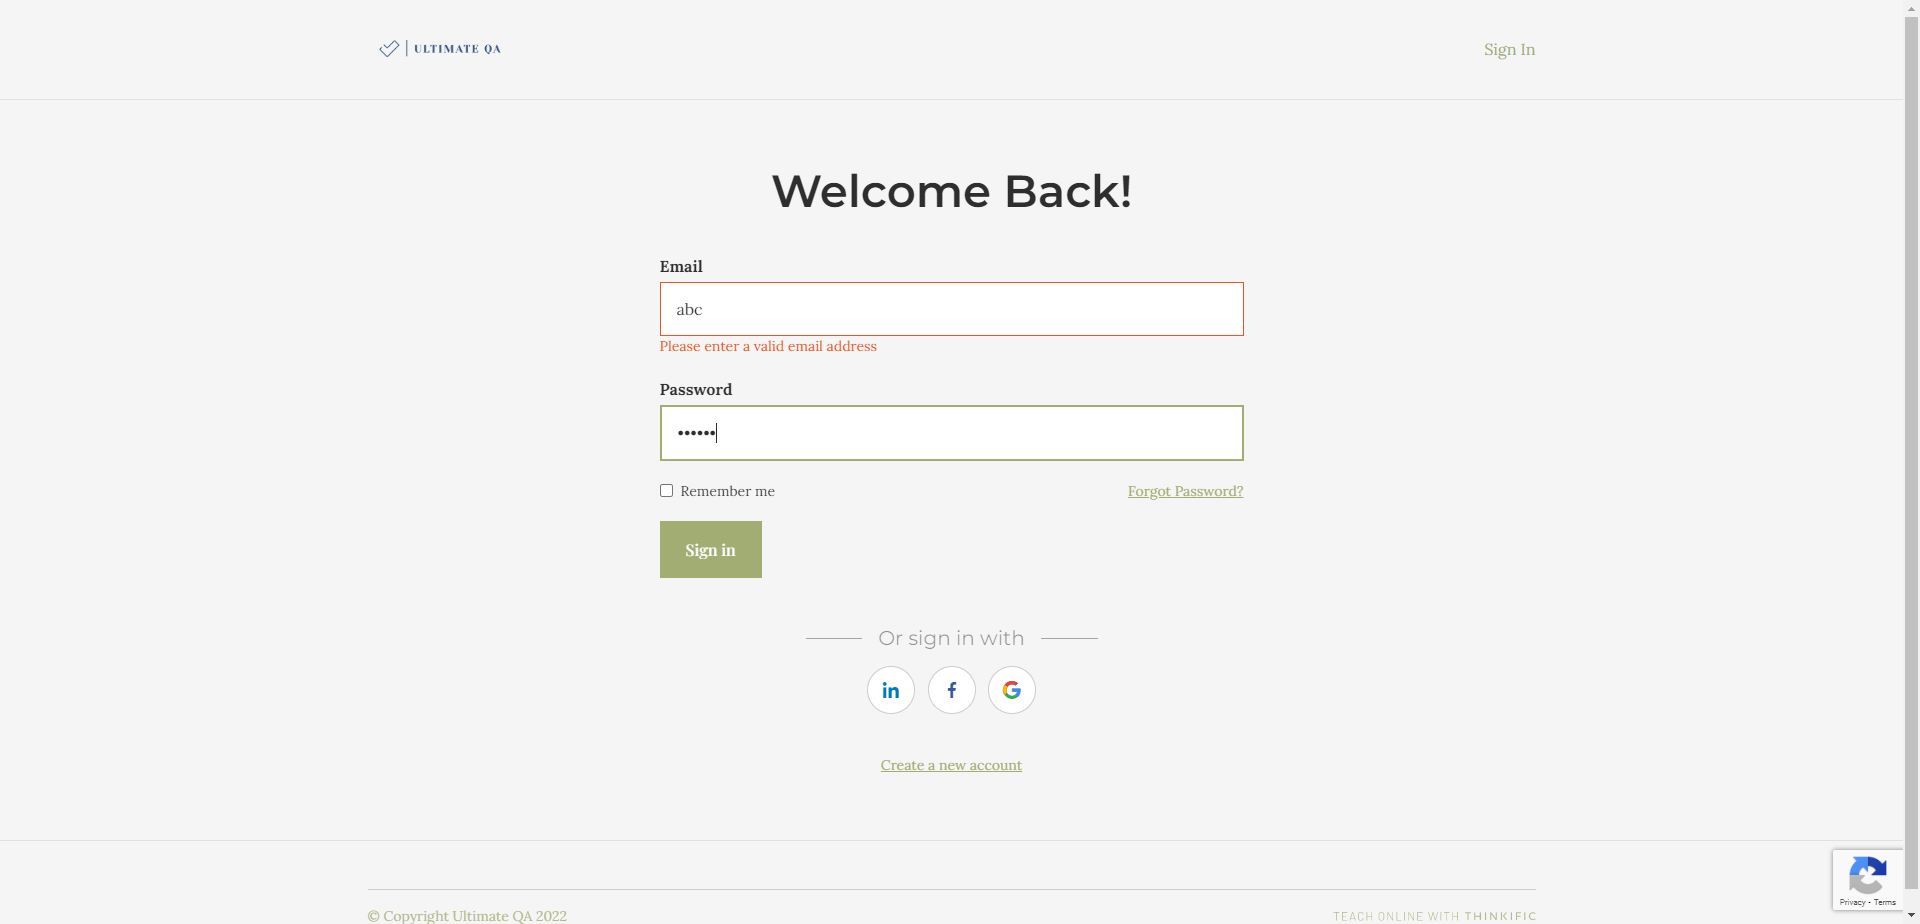 ULTIMATE QA
Sign In
Welcome Back!
Email
abc
Please enter a valid email address
Password
••••••
Remember me
Forgot Password?
Sign in
Or sign in with
in
f
G
Create a new account
Privacy - Terms
© Copyright Ultimate QA 2022
TEACH ONLINE WITH THINKIFIC